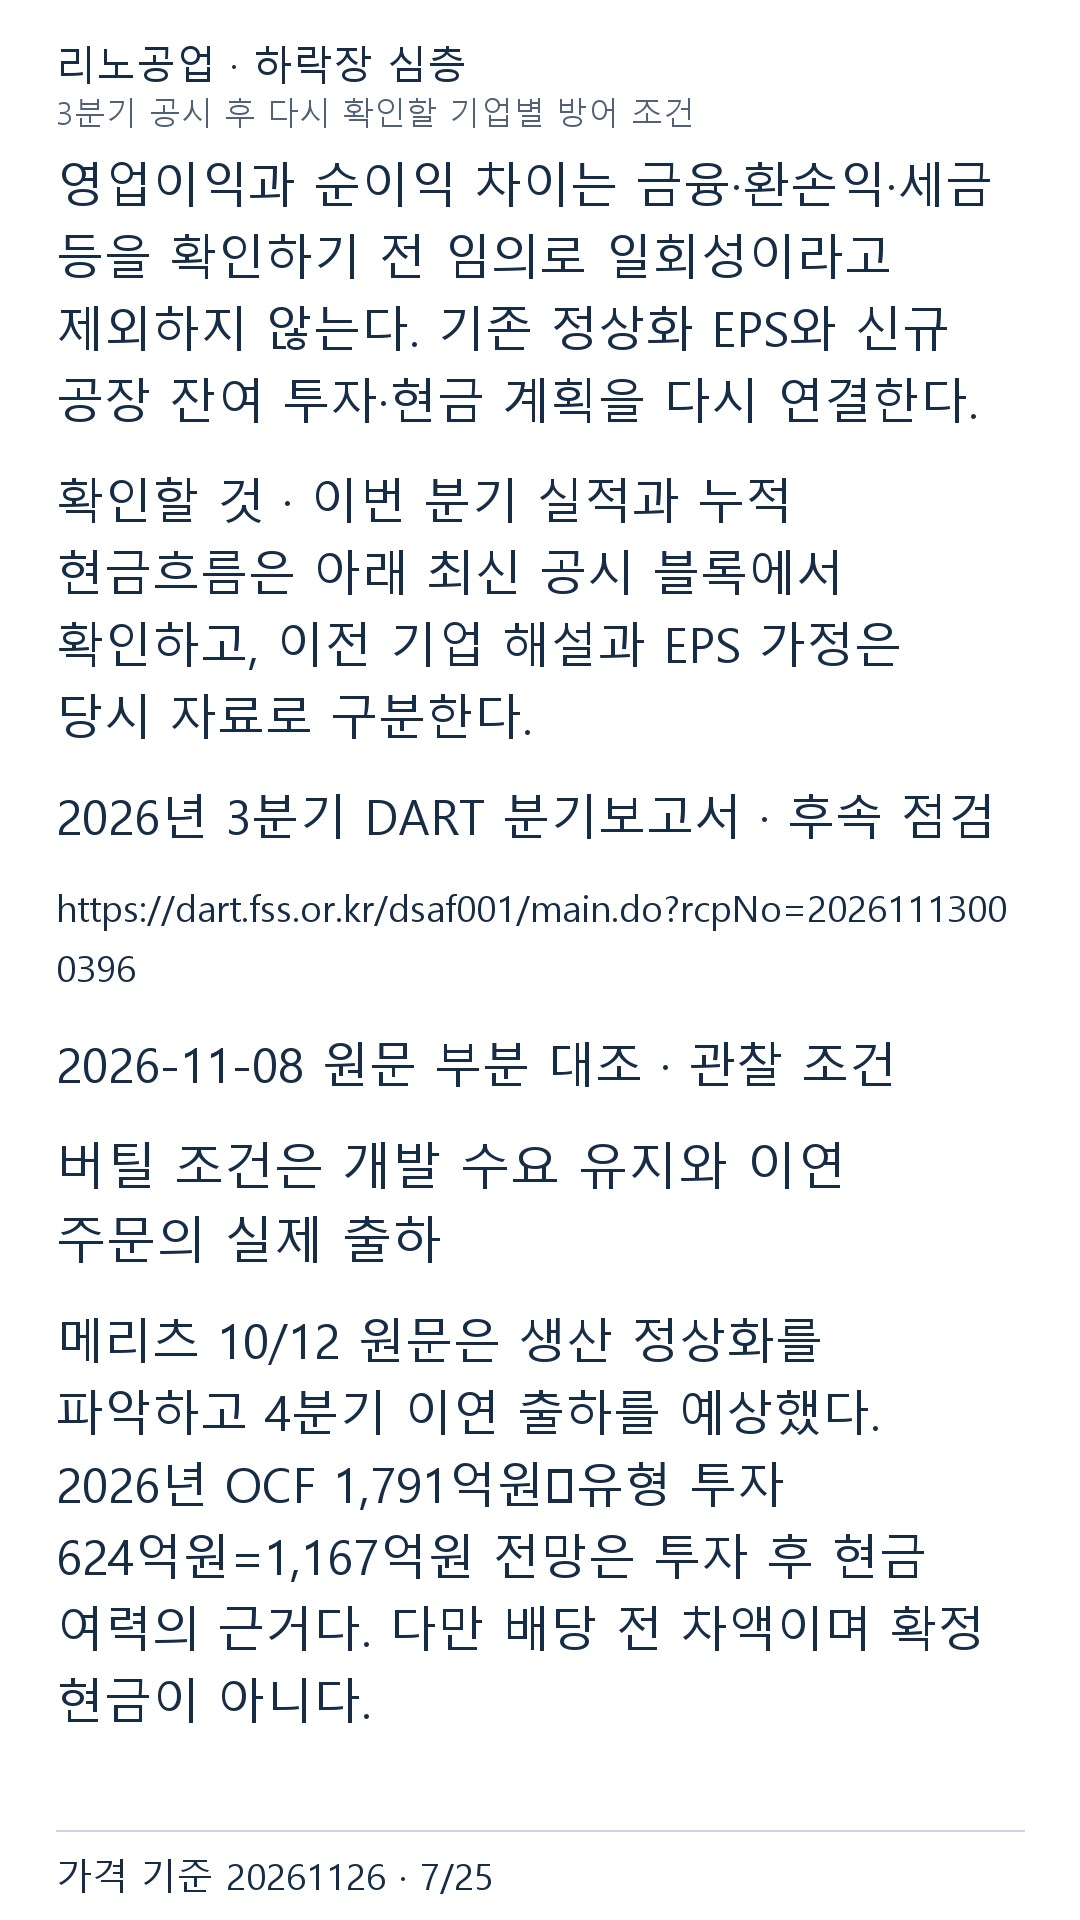 리노공업 · 하락장 심층
3분기 공시 후 다시 확인할 기업별 방어 조건
영업이익과 순이익 차이는 금융·환손익·세금
등을 확인하기 전 임의로 일회성이라고
제외하지 않는다. 기존 정상화 EPS와 신규
공장 잔여 투자·현금 계획을 다시 연결한다.
확인할 것 · 이번 분기 실적과 누적
현금흐름은 아래 최신 공시 블록에서
확인하고, 이전 기업 해설과 EPS 가정은
당시 자료로 구분한다.
2026년 3분기 DART 분기보고서 · 후속 점검
https://dart.fss.or.kr/dsaf001/main.do?rcpNo=2026111300
0396
2026-11-08 원문 부분 대조 · 관찰 조건
버틸 조건은 개발 수요 유지와 이연
주문의 실제 출하
메리츠 10/12 원문은 생산 정상화를
파악하고 4분기 이연 출하를 예상했다.
2026년 OCF 1,791억원▯유형 투자
624억원=1,167억원 전망은 투자 후 현금
여력의 근거다. 다만 배당 전 차액이며 확정
현금이 아니다.
가격 기준 20261126 · 7/25